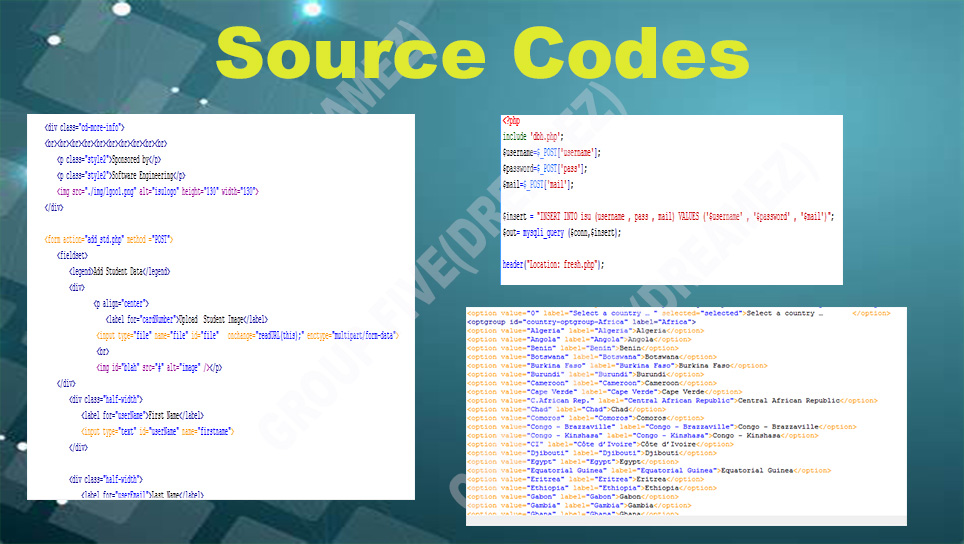 Source Codes
<div class="cd-more-info">
<br><br><br><br><br><br><br><br><br><br>
<p class="style2">Sponsored by</p>
<p class="style2">Software Engineering</p>
<img src="./img/lgoo1.png" alt="isulogo" height="130" width="130">
</div>
<form action="add_std.php" method ="POST">
<fieldset>
<legend>Add Student Data</legend>
<div>
<p align="center">
<label for="cardNumber">Upload  Student Image</label>
<input type="file" name="file" id="file"  onchange="readURL(this);" enctype="multipart/form-data">
<br>
<img id="blah" src="#" alt="image" /></p>
</div>
<div class="half-width">
<label for="userName">First Name</label>
<input type="text" id="userName" name="firstname">
</div>
<div class="half-width">
<label for="userEmail">Last Name</label>
<?php
include 'dbh.php';
$username=$_POST['username'];
$password=$_POST['pass'];
$mail=$_POST['mail'];
$insert = "INSERT INTO isu (username , pass , mail) VALUES ('$username' , '$password' , '$mail')";
$out= mysqli_query ($conn,$insert);
header("Location: fresh.php");
<option value="0" label="Select a country … " selected="selected">Select a country … </option>
<optgroup id="country-optgroup-Africa" label="Africa">
<option value="Algeria" label="Algeria">Algeria</option>
<option value="Angola" label="Angola">Angola</option>
<option value="Benin" label="Benin">Benin</option>
<option value="Botswana" label="Botswana">Botswana</option>
<option value="Burkina Faso" label="Burkina Faso">Burkina Faso</option>
<option value="Burundi" label="Burundi">Burundi</option>
<option value="Cameroon" label="Cameroon">Cameroon</option>
<option value="Cape Verde" label="Cape Verde">Cape Verde</option>
<option value="C.African Rep." label="Central African Republic">Central African Republic</option>
<option value="Chad" label="Chad">Chad</option>
<option value="Comoros" label="Comoros">Comoros</option>
<option value="Congo - Brazzaville" label="Congo - Brazzaville">Congo - Brazzaville</option>
<option value="Congo - Kinshasa" label="Congo - Kinshasa">Congo - Kinshasa</option>
<option value="CI" label="Côte d'Ivoire">Côte d'Ivoire</option>
<option value="Djibouti" label="Djibouti">Djibouti</option>
<option value="Egypt" label="Egypt">Egypt</option>
<option value="Equatorial Guinea" label="Equatorial Guinea">Equatorial Guinea</option>
<option value="Eritrea" label="Eritrea">Eritrea</option>
<option value="Ethiopia" label="Ethiopia">Ethiopia</option>
<option value="Gabon" label="Gabon">Gabon</option>
<option value="Gambia" label="Gambia">Gambia</option>
<option value="Ghana" label="Ghana">Ghana</option>